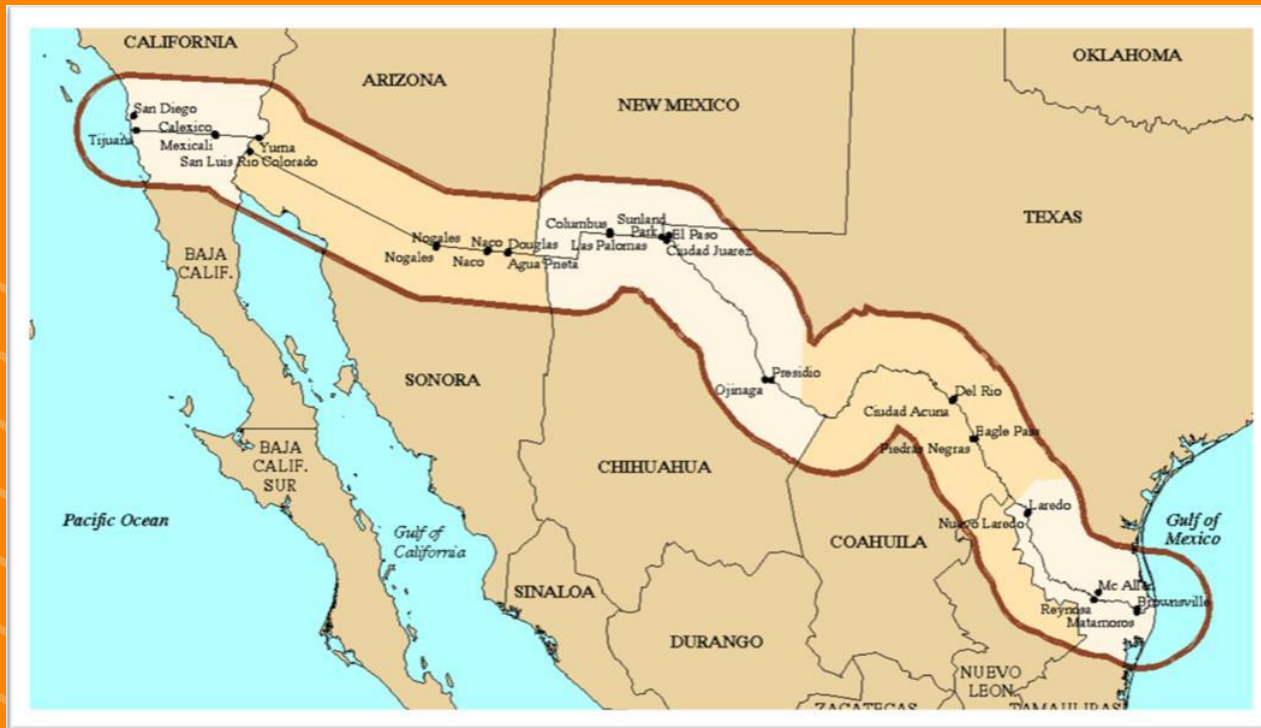 CALIFORNIA
OKLAHOMA
ARIZONA
NEW MEXICO
San Diego
Tijuana
Calexico
Mexicali
Yuma
San Luis Rio Colorado
TEXAS
Columbus
Sunland
Park
El Paso
Las Palomas
Ciudad Juarez
Nogales
Naco
Douglas
Nogales
Naco
Agua Prieta
BAJA
CALIF.
SONORA
Presidio
Ojinaga
Del Rio
Ciudad Acuna
Eagle Pass
Piedras Negras
BAJA
CALIF.
SUR
CHIHUAHUA
Pacific Ocean
Gulf of
California
Laredo
Nuevo Laredo
Gulf of
Mexico
COAHUILA
SINALOA
Mc Allen
Reynosa
Brownsville
Matamoros
DURANGO
NUEVO
LEON
ZACATECAS
TAMAULIPAS